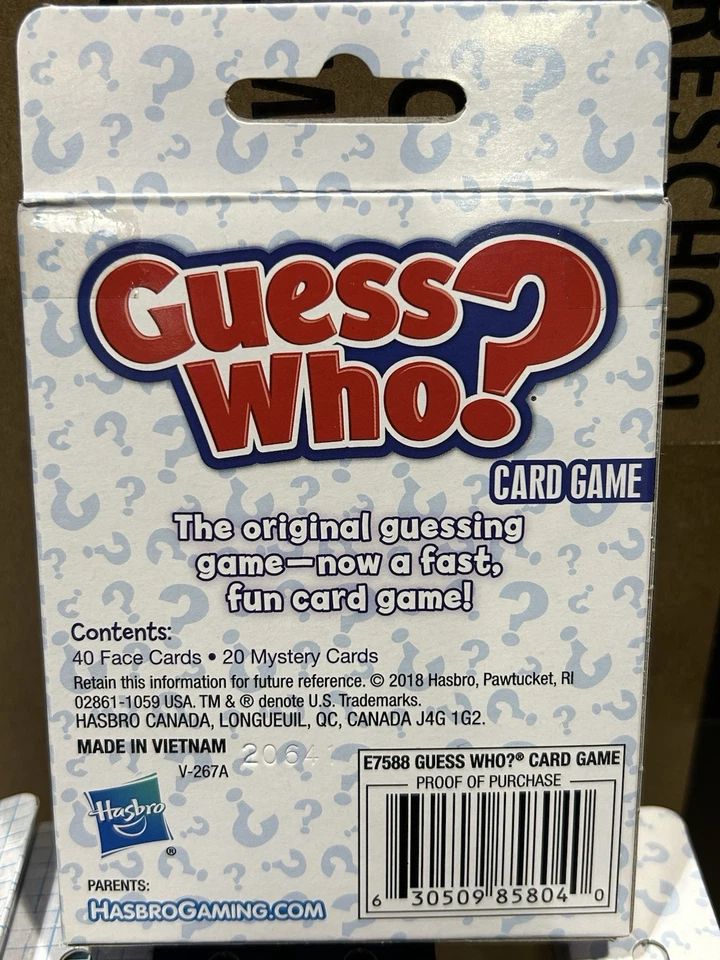 GUESS
WHO?
CARD GAME
The original guessing
game—now a fast,
fun card game!
Contents:
40 Face Cards • 20 Mystery Cards
Retain this information for future reference. © 2018 Hasbro, Pawtucket, RI
02861-1059 USA. TM & ® denote U.S. Trademarks.
HASBRO CANADA, LONGUEUIL, QC, CANADA J4G 1G2.
MADE IN VIETNAM
20641
V-267A
E7588 GUESS WHO?® CARD GAME
PROOF OF PURCHASE
6 30509 85804 0
Hasbro
®
PARENTS:
HASBROGAMING.COM
RESCHOOL